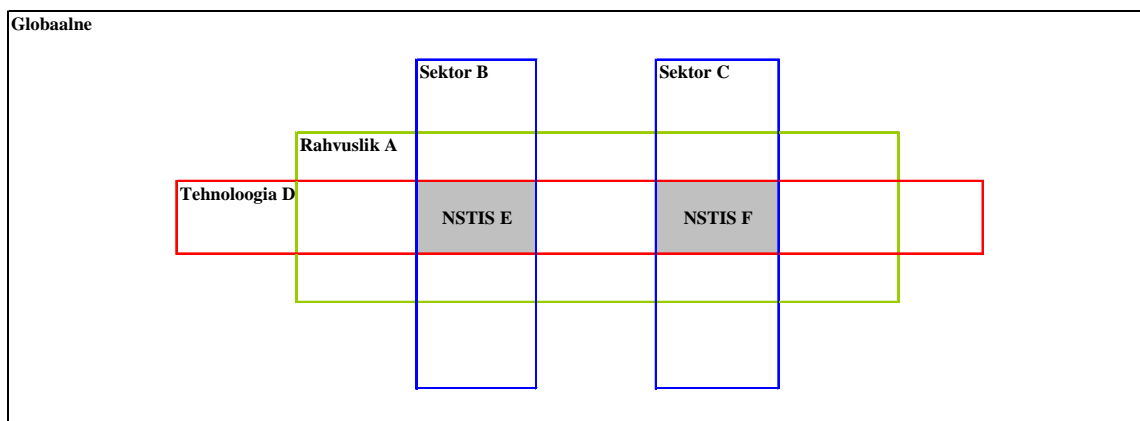 Globaalne
Sektor B
Sektor C
Rahvuslik A
Tehnoloogia D
NSTIS E
NSTIS F